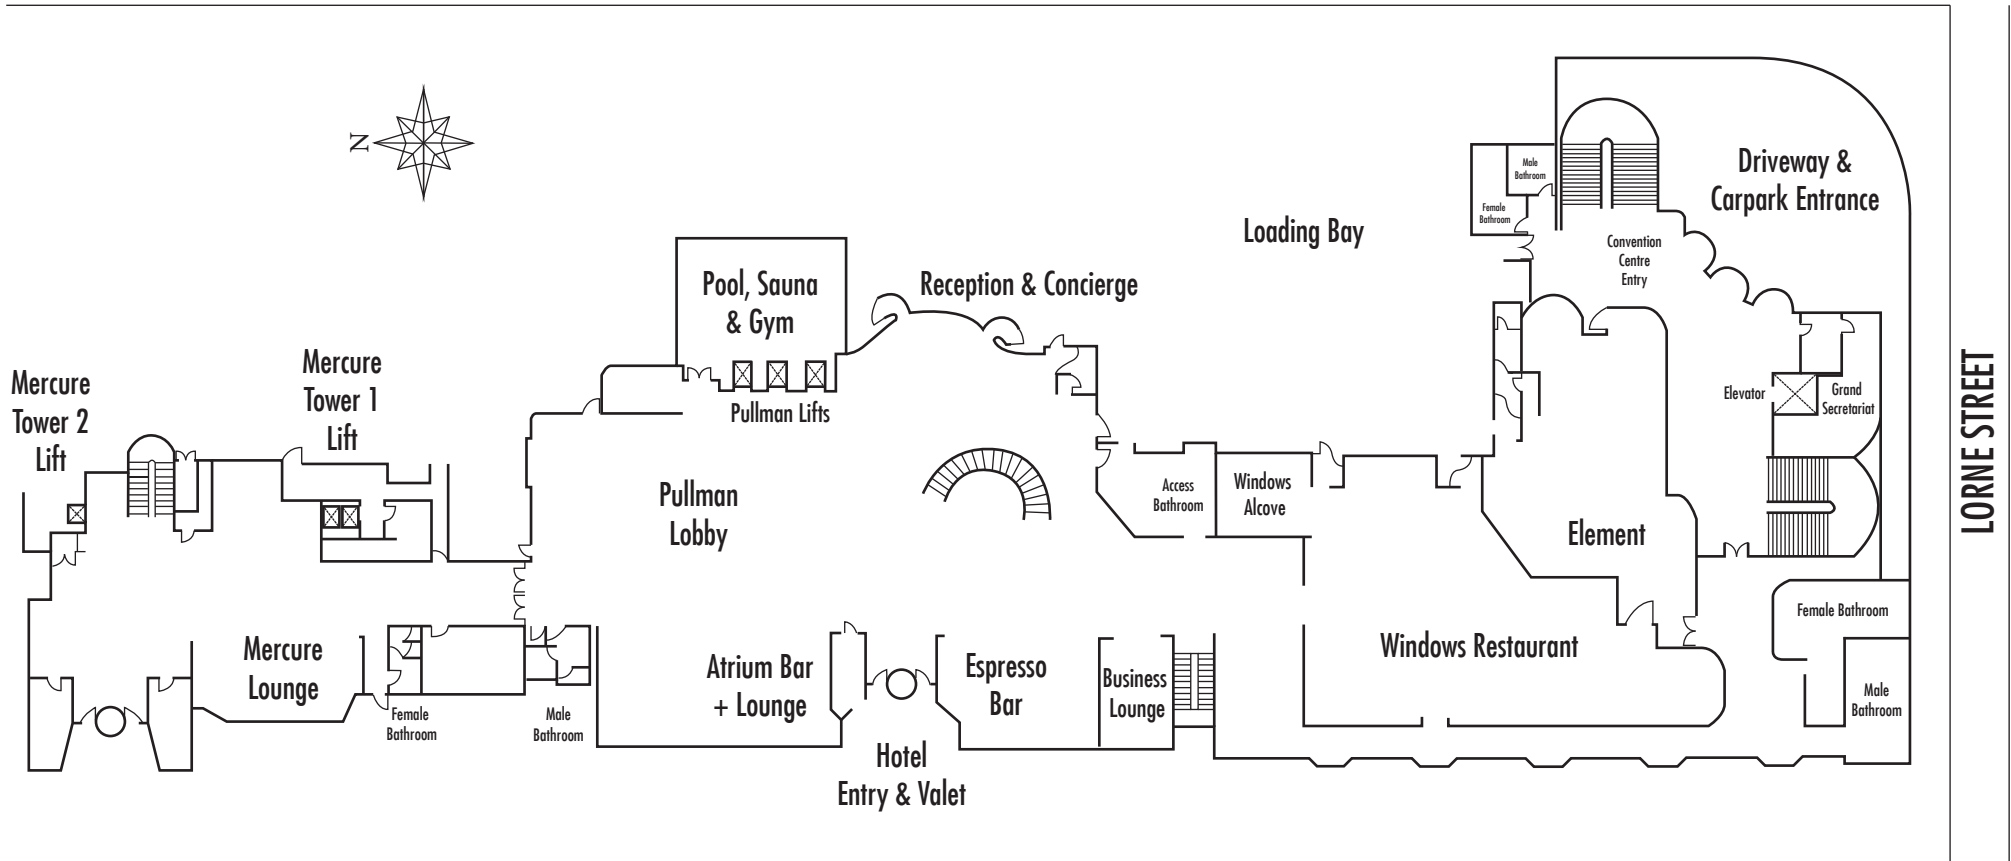 N
Driveway &
Carpark Entrance
Male
Bathroom
Female
Bathroom
Loading Bay
Convention
Centre
Entry
Pool, Sauna
& Gym
Reception & Concierge
Mercure
Tower 2
Lift
Mercure
Tower 1
Lift
Pullman Lifts
Elevator
Grand
Secretariat
LORNE STREET
Pullman
Lobby
Access
Bathroom
Windows
Alcove
Element
Female Bathroom
Mercure
Lounge
Female
Bathroom
Male
Bathroom
Atrium Bar
+ Lounge
Espresso
Bar
Business
Lounge
Windows Restaurant
Male
Bathroom
Hotel
Entry & Valet